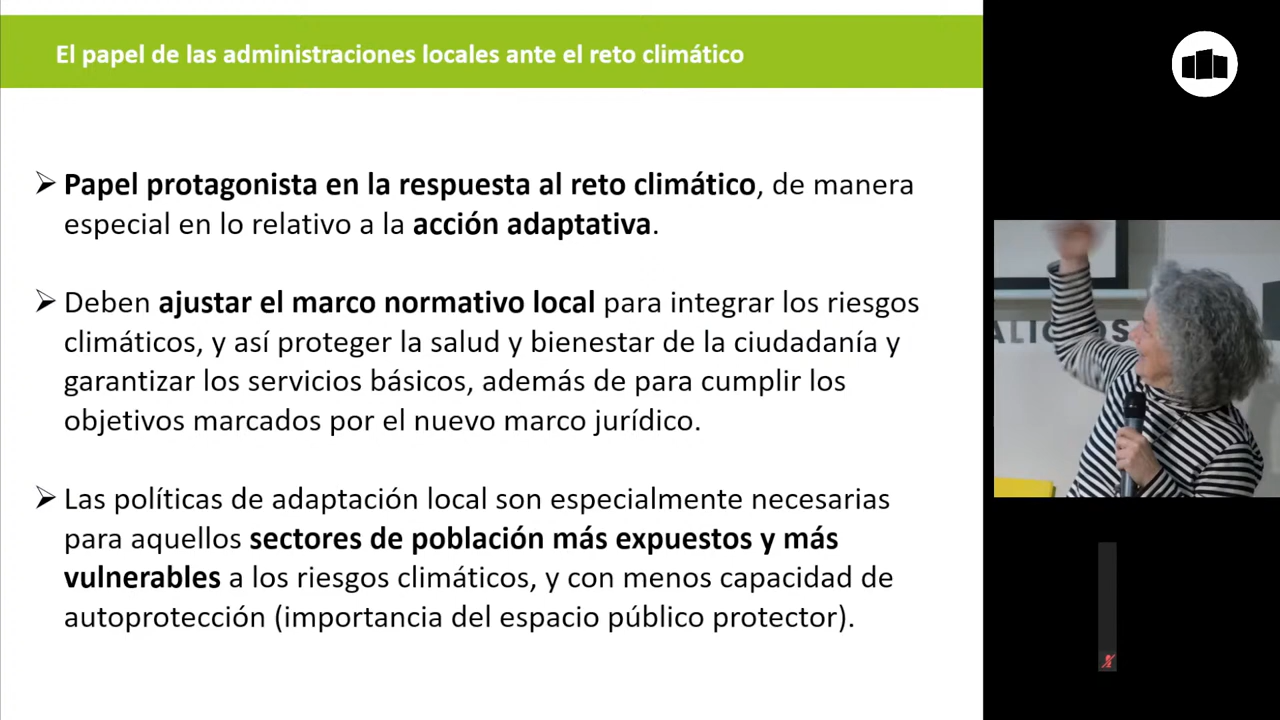 El papel de las administraciones locales ante el reto climático
➢ Papel protagonista en la respuesta al reto climático, de manera
especial en lo relativo a la acción adaptativa.
➢ Deben ajustar el marco normativo local para integrar los riesgos
climáticos, y así proteger la salud y bienestar de la ciudadanía y
garantizar los servicios básicos, además de para cumplir los
objetivos marcados por el nuevo marco jurídico.
➢ Las políticas de adaptación local son especialmente necesarias
para aquellos sectores de población más expuestos y más
vulnerables a los riesgos climáticos, y con menos capacidad de
autoprotección (importancia del espacio público protector).